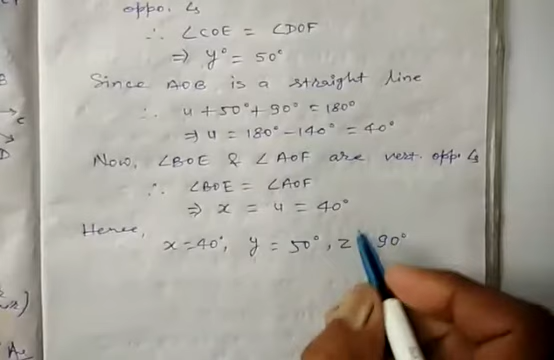 oppo. ∠s
∴ ∠COE = ∠DOF
⇒ y° = 50°
Since AOB is a straight line
∴ u + 50° + 90° = 180°
⇒ u = 180° - 140° = 40°
Now, ∠BOE & ∠AOF are vert. oppo. ∠s
∴ ∠BOE = ∠AOF
⇒ x = u = 40°
Hence,
x = 40°, y = 50°, z 90°